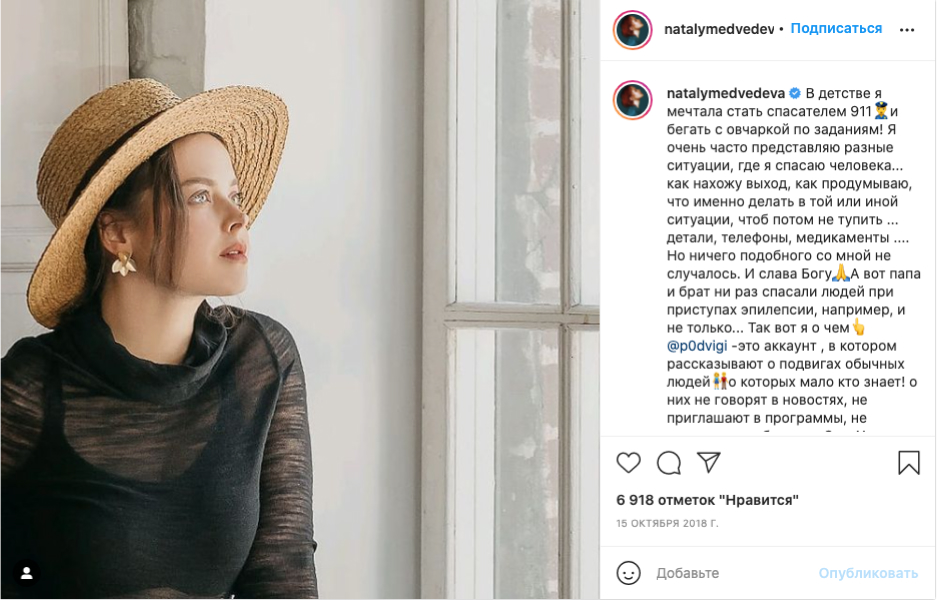 natalymedvedev • Подписаться
natalymedvedeva В детстве я
мечтала стать спасателем 911👮и
бегать с овчаркой по заданиям! Я
очень часто представляю разные
ситуации, где я спасаю человека...
как нахожу выход, как продумываю,
что именно делать в той или иной
ситуации, чтоб потом не тупить ...
детали, телефоны, медикаменты ....
Но ничего подобного со мной не
случалось. И слава Богу🙏А вот папа
и брат ни раз спасали людей при
приступах эпилепсии, например, и
не только... Так вот я о чем👆
@p0dvigi -это аккаунт , в котором
рассказывают о подвигах обычных
людей👬о которых мало кто знает! о
них не говорят в новостях, не
приглашают в программы, не
6 918 отметок "Нравится"
15 ОКТЯБРЯ 2018 Г.
Добавьте
Опубликовать